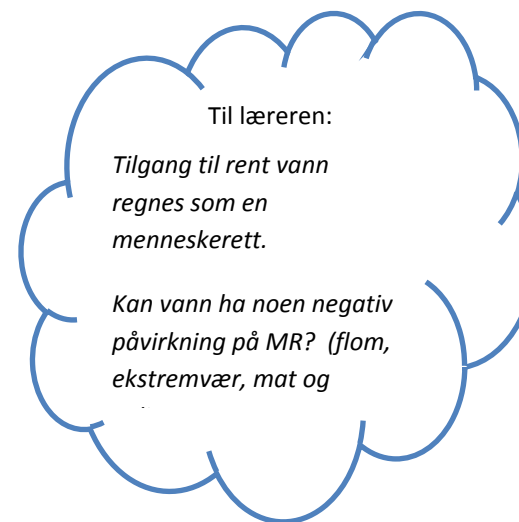 Til læreren:
Tilgang til rent vann
regnes som en
menneskerett.
Kan vann ha noen negativ
påvirkning på MR? (flom,
ekstremvær, mat og